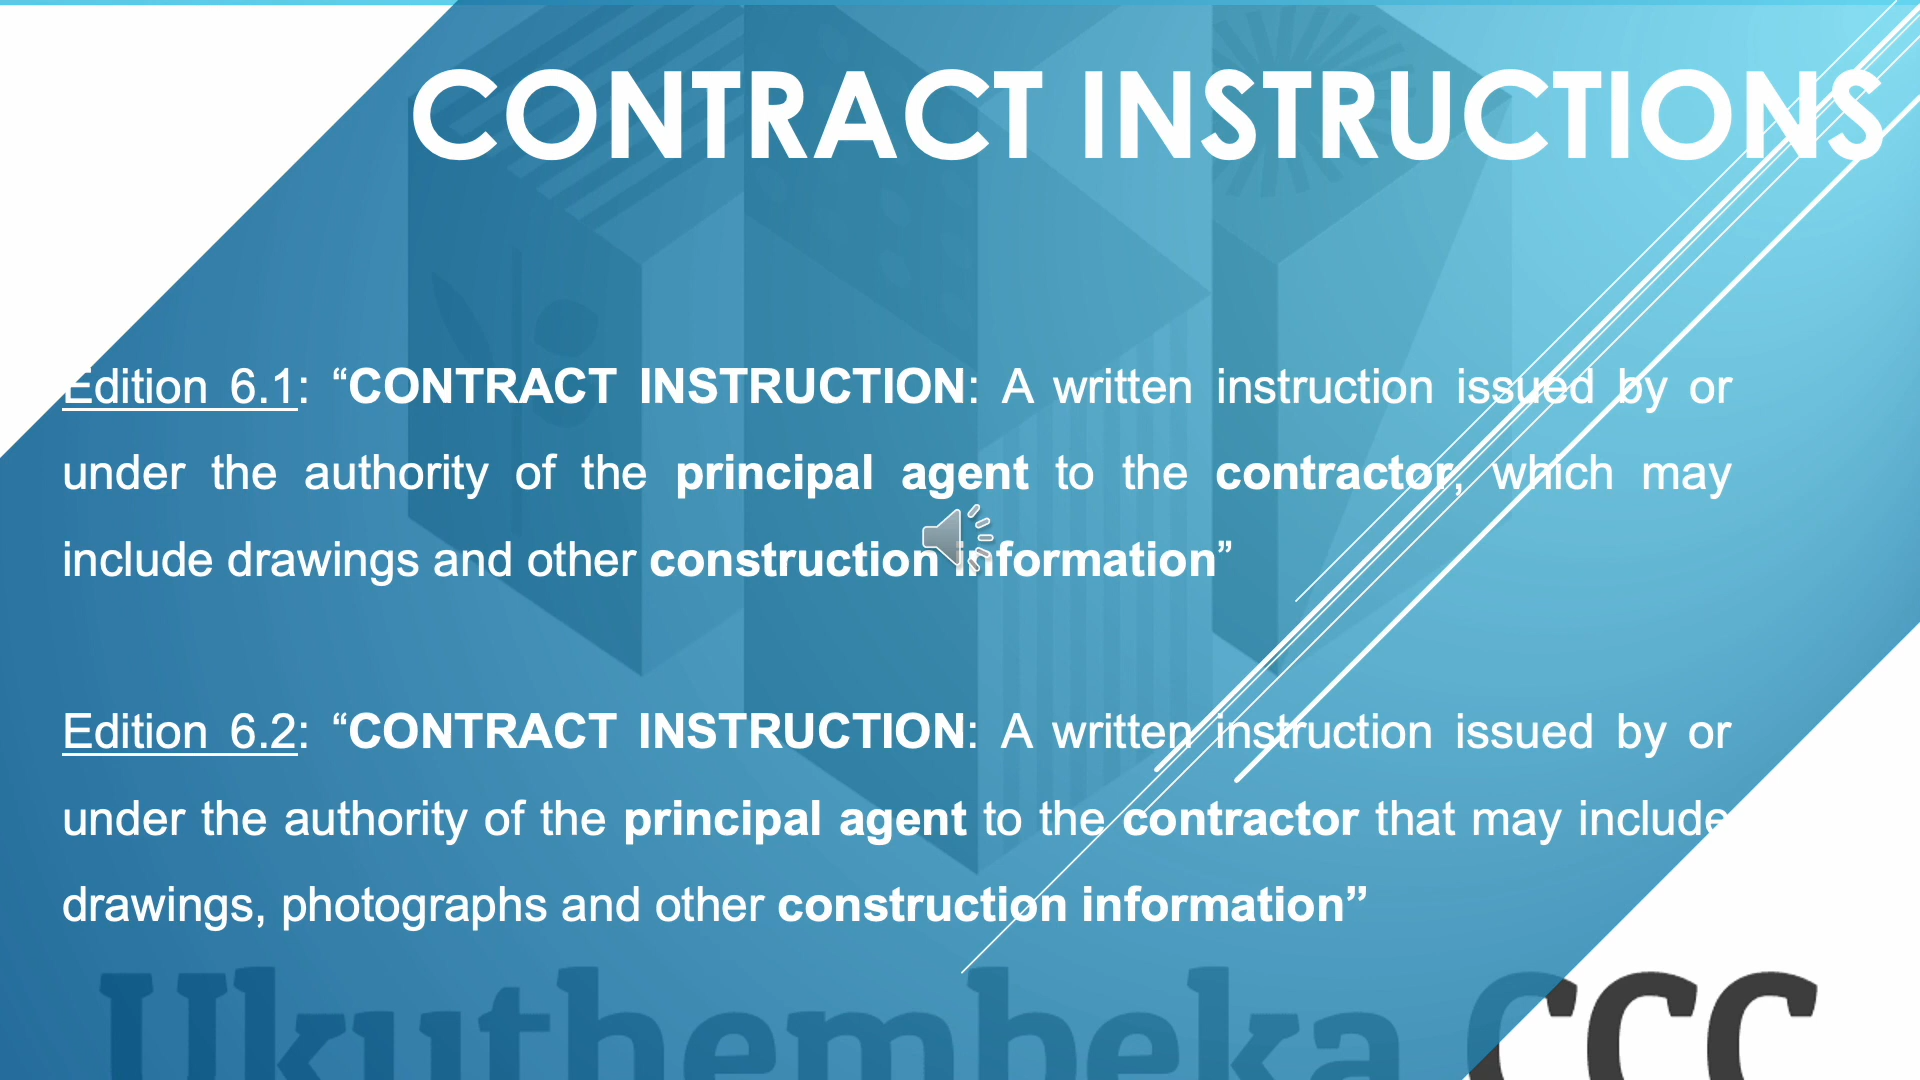 CONTRACT INSTRUCTIONS
Edition 6.1: “CONTRACT INSTRUCTION: A written instruction issued by or
under the authority of the principal agent to the contractor, which may
include drawings and other construction information”
Edition 6.2: “CONTRACT INSTRUCTION: A written instruction issued by or
under the authority of the principal agent to the contractor that may include
drawings, photographs and other construction information”
Ukuthembeka CCC